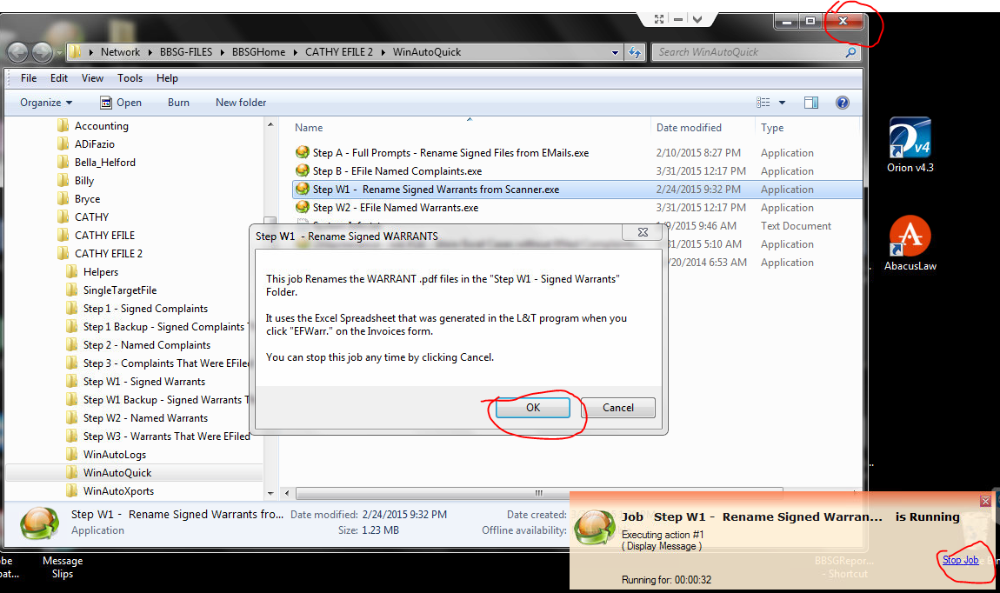 Network ▸ BBSG-FILES ▸ BBSGHome ▸ CATHY EFILE 2 ▸ WinAutoQuick
Search WinAutoQuick
File Edit View Tools Help
Organize Open Burn New folder
Accounting
ADiFazio
Bella_Helford
Billy
Bryce
CATHY
CATHY EFILE
CATHY EFILE 2
Helpers
SingleTargetFile
Step 1 - Signed Complaints
Step 1 Backup - Signed Complaints T
Step 2 - Named Complaints
Step 3 - Complaints That Were EFiled
Step W1 - Signed Warrants
Step W1 Backup - Signed Warrants T
Step W2 - Named Warrants
Step W3 - Warrants That Were EFiled
WinAutoLogs
WinAutoQuick
WinAutoXports
Name Date modified Type
Step A - Full Prompts - Rename Signed Files from EMails.exe 2/10/2015 8:27 PM Application
Step B - EFile Named Complaints.exe 3/31/2015 12:17 PM Application
Step W1 - Rename Signed Warrants from Scanner.exe 2/24/2015 9:32 PM Application
Step W2 - EFile Named Warrants.exe 3/31/2015 12:17 PM Application
9/2015 9:46 AM Text Document
31/2015 5:10 AM Application
/20/2014 6:53 AM Application
Step W1 - Rename Signed WARRANTS
This job Renames the WARRANT .pdf files in the "Step W1 - Signed Warrants"
Folder.
It uses the Excel Spreadsheet that was generated in the L&T program when you
click "EFWarr." on the Invoices form.
You can stop this job any time by clicking Cancel.
OK Cancel
Step W1 - Rename Signed Warrants fro... Date modified: 2/24/2015 9:32 PM Date created:
Application Size: 1.23 MB Offline availability:
Orion v4.3
AbacusLaw
Job Step W1 - Rename Signed Warran... is Running
Executing action #1
( Display Message )
Stop Job
Running for: 00:00:32
BBSGRepor...
- Shortcut
be
pat...
Message
Slips
v4